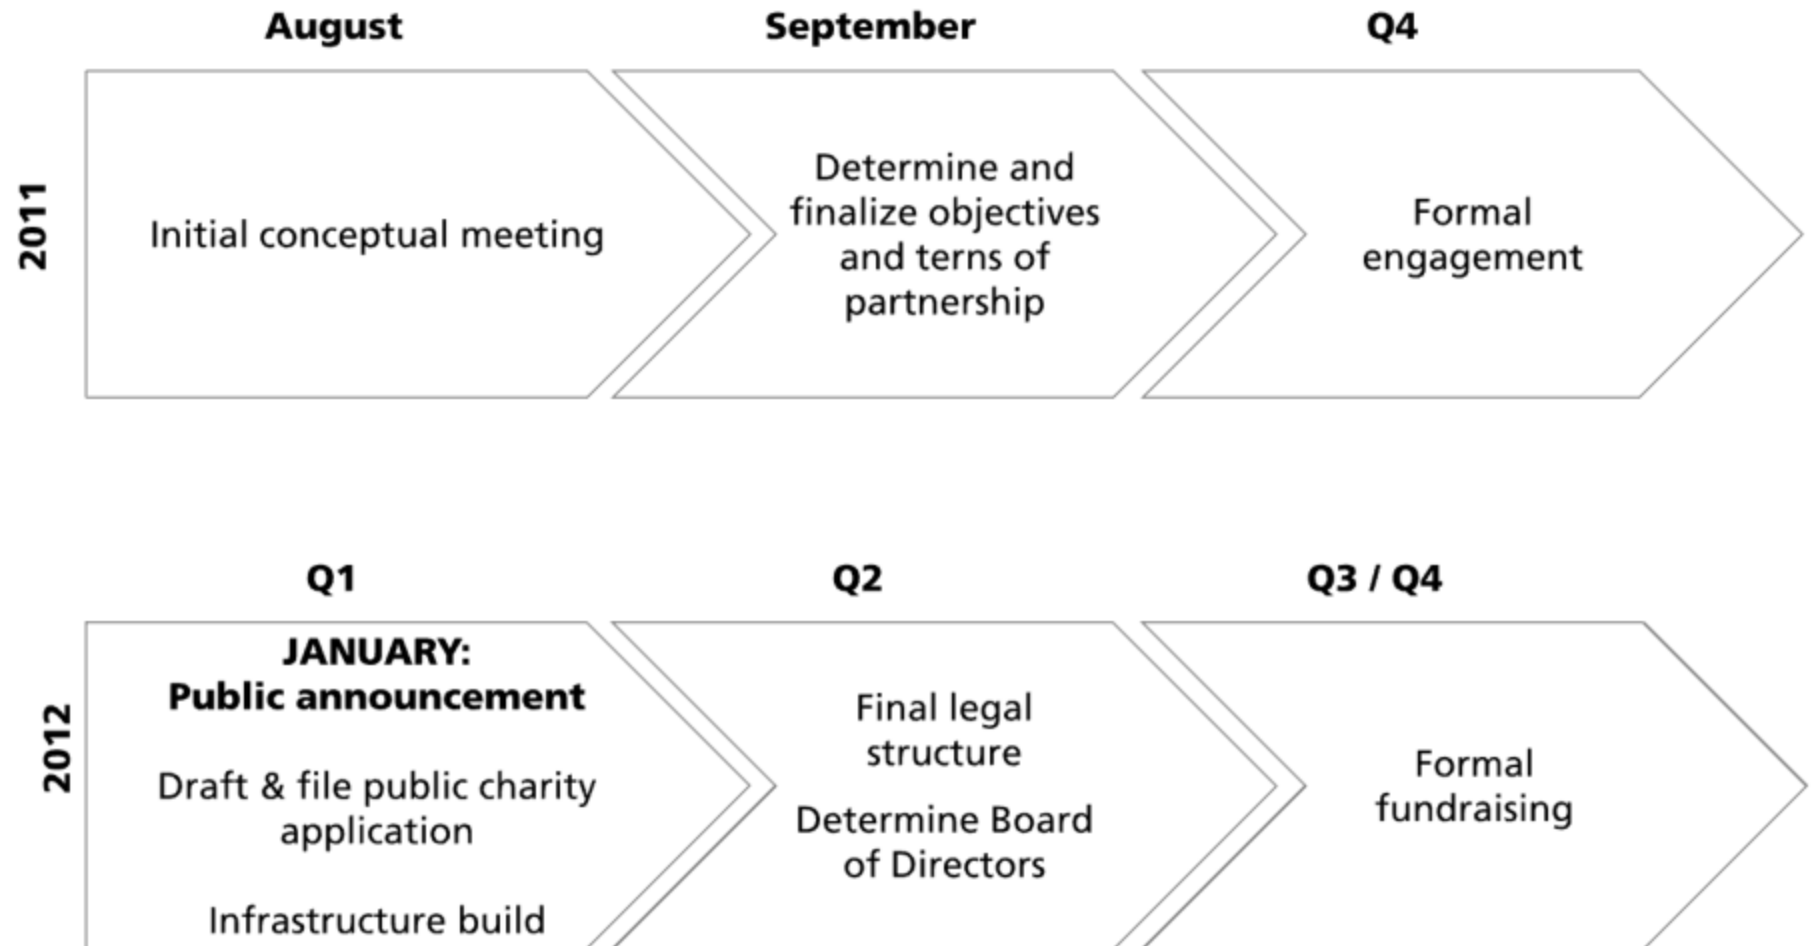 August
September
Q4
2011
Initial conceptual meeting
Determine and
finalize objectives
and terns of
partnership
Formal
engagement
Q1
Q2
Q3 / Q4
2012
JANUARY:
Public announcement
Draft & file public charity
application
Infrastructure build
Final legal
structure
Determine Board
of Directors
Formal
fundraising